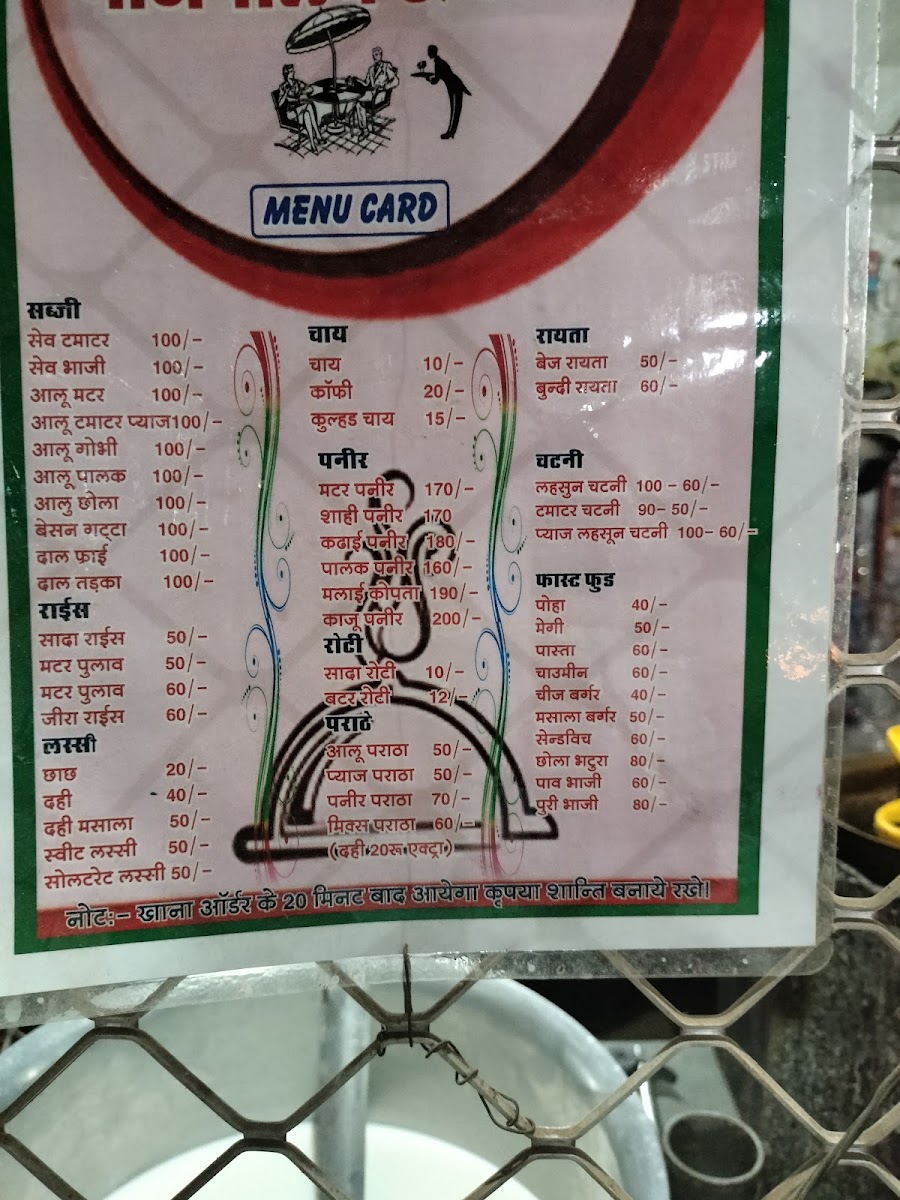 MENU CARD
सब्जी
सेव टमाटर 100/-
सेव भाजी 100/-
आलू मटर 100/-
आलू टमाटर प्याज100/-
आलू गोभी 100/-
आलू पालक 100/-
आलु छोला 100/-
बेसन गट्टा 100/-
दाल फ्राई 100/-
दाल तड़का 100/-
राईस
सादा राईस 50/-
मटर पुलाव 50/-
मटर पुलाव 60/-
जीरा राईस 60/-
लस्सी
छाछ 20/-
दही 40/-
दही मसाला 50/-
स्वीट लस्सी 50/-
सोलटरेट लस्सी 50/-
चाय
चाय 10/-
कॉफी 20/-
कुल्हड चाय 15/-
पनीर
मटर पनीर 170/-
शाही पनीर 170
कढाई पनीर 180/-
पालक पनीर 160/-
मलाई कोपता 190/-
काजू पनीर 200/-
रोटी
सादा रोटी 10/-
बटर रोटी 12/-
पराठे
आलू पराठा 50/-
प्याज पराठा 50/-
पनीर पराठा 70/-
मिक्स पराठा 60/-
(दही 20रू एक्ट्रा)
रायता
बेज रायता 50/-
बुन्दी रायता 60/-
चटनी
लहसुन चटनी 100 - 60/-
टमाटर चटनी 90- 50/-
प्याज लहसून चटनी 100- 60/-
फास्ट फुड
पोहा 40/-
मेगी 50/-
पास्ता 60/-
चाउमीन 60/-
चीज बर्गर 40/-
मसाला बर्गर 50/-
सेन्डविच 60/-
छोला भटुरा 80/-
पाव भाजी 60/-
पुरी भाजी 80/-
नोटः- खाना ऑर्डर के 20 मिनट बाद आयेगा कृपया शान्ति बनाये रखे।